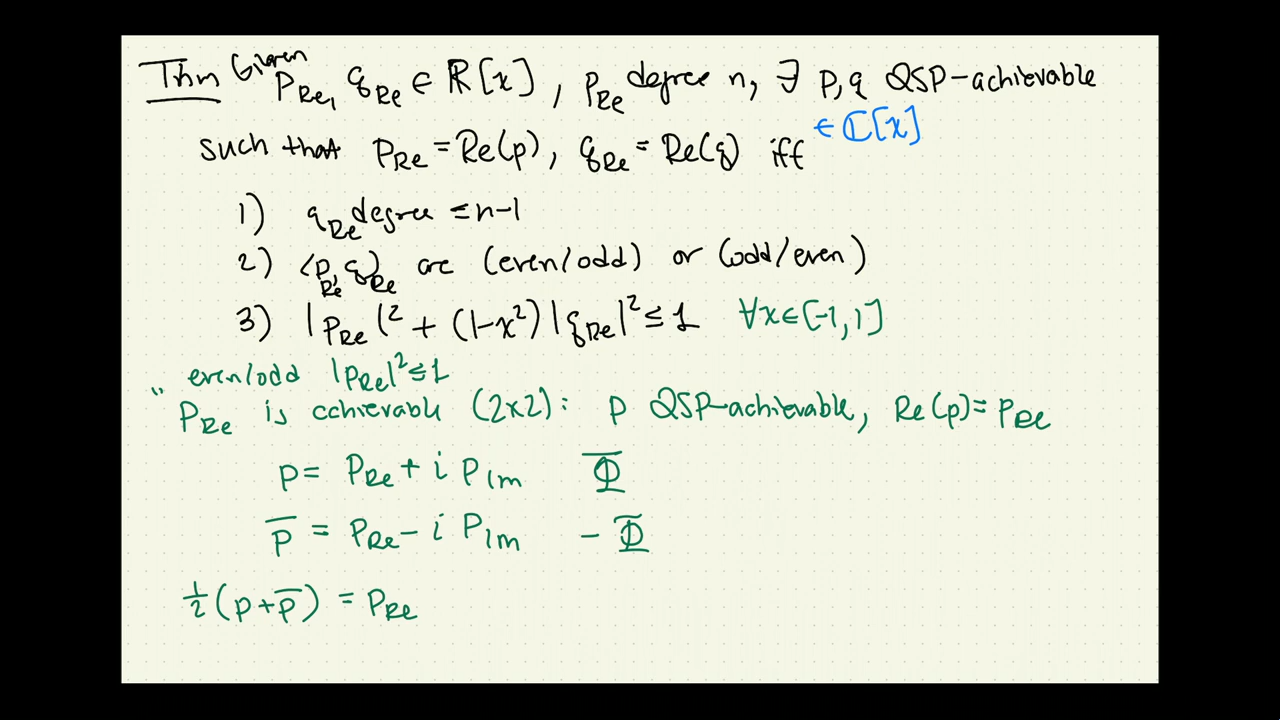 Thm Given P_Re, q_Re ∈ ℝ[x], P_Re degree n, ∃ p,q QSP-achievable
∈ ℂ[x]
such that P_Re = Re(p), q_Re = Re(q) iff
1) q_Re degree ≤ n-1
2) (P_Re, q)_Re are (even/odd) or (odd/even)
3) |P_Re|² + (1-x²)|q_Re|² ≤ 1 ∀x∈[-1,1]
even/odd |P_Re|² ≤ 1
" P_Re is achievable (2x2): p QSP-achievable, Re(p) = P_Re
p = P_Re + i P_Im Φ
p̄ = P_Re - i P_Im -Φ
½(p+p̄) = P_Re